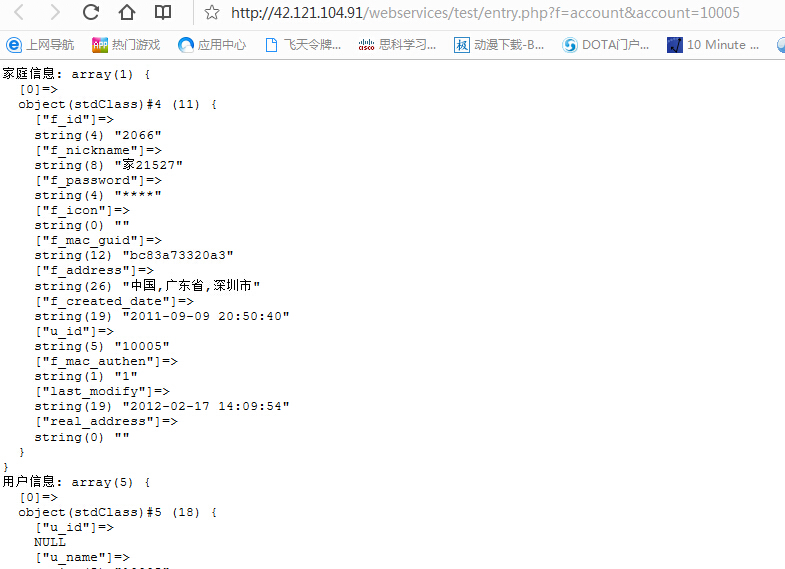 http://42.121.104.91/webservices/test/entry.php?f=account&account=10005
上网导航 热门游戏 应用中心 飞天令牌... 思科学习... 动漫下载-B... DOTA门户... 10 Minute ...
家庭信息: array(1) {
[0]=>
object(stdClass)#4 (11) {
["f_id"]=>
string(4) "2066"
["f_nickname"]=>
string(8) "家21527"
["f_password"]=>
string(4) "****"
["f_icon"]=>
string(0) ""
["f_mac_guid"]=>
string(12) "bc83a73320a3"
["f_address"]=>
string(26) "中国,广东省,深圳市"
["f_created_date"]=>
string(19) "2011-09-09 20:50:40"
["u_id"]=>
string(5) "10005"
["f_mac_authen"]=>
string(1) "1"
["last_modify"]=>
string(19) "2012-02-17 14:09:54"
["real_address"]=>
string(0) ""
}
}
用户信息: array(5) {
[0]=>
object(stdClass)#5 (18) {
["u_id"]=>
NULL
["u_name"]=>